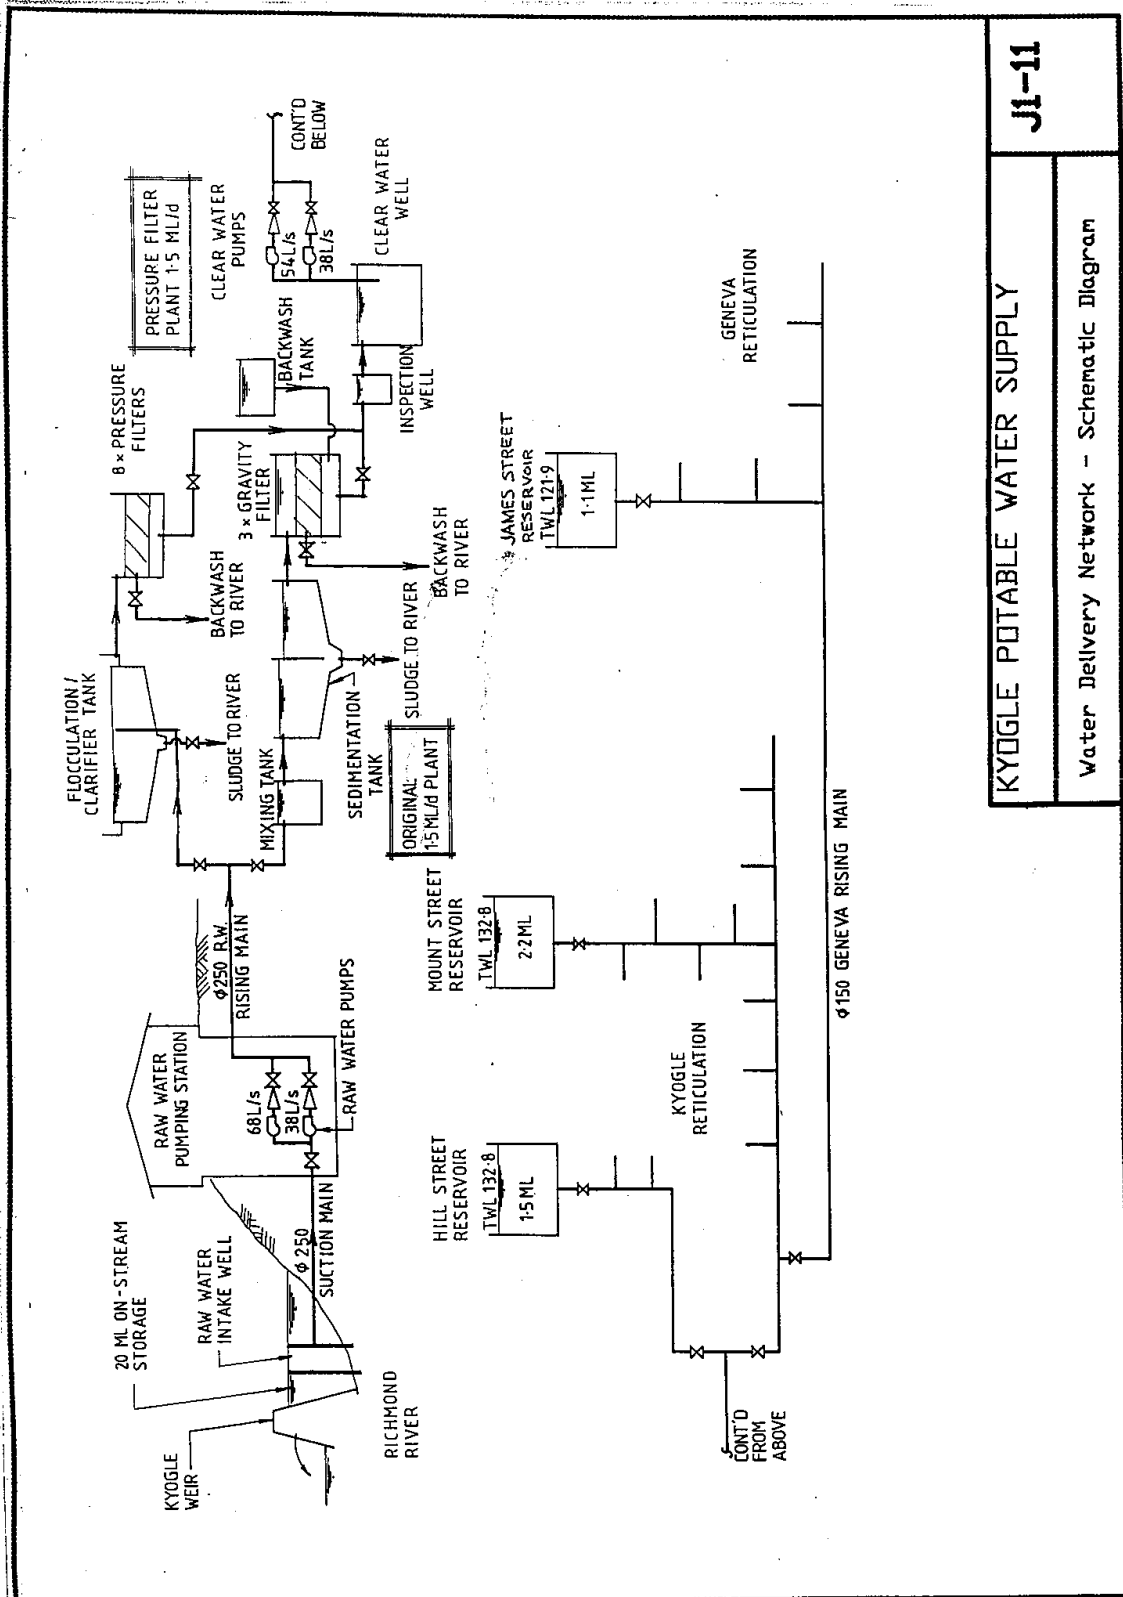 KYOGLE
WEIR
20 ML ON-STREAM
STORAGE
RAW WATER
INTAKE WELL
RICHMOND
RIVER
ϕ 250
SUCTION MAIN
RAW WATER
PUMPING STATION
68L/s
38L/s
RAW WATER PUMPS
ϕ250 R.W.
RISING MAIN
FLOCCULATION/
CLARIFIER TANK
SLUDGE TO RIVER
MIXING TANK
SEDIMENTATION
TANK
ORIGINAL
1·5 ML/d PLANT
SLUDGE TO RIVER
BACKWASH
TO RIVER
8 × PRESSURE
FILTERS
3 × GRAVITY
FILTER
BACKWASH
TO RIVER
PRESSURE FILTER
PLANT 1·5 ML/d
BACKWASH
TANK
INSPECTION
WELL
CLEAR WATER
PUMPS
54L/s
38L/s
CLEAR WATER
WELL
CONT'D
BELOW
CONT'D
FROM
ABOVE
HILL STREET
RESERVOIR
TWL 132·8
1·5 ML
KYOGLE
RETICULATION
MOUNT STREET
RESERVOIR
TWL 132·8
2·2 ML
JAMES STREET
RESERVOIR
TWL 121·9
1·1 ML
GENEVA
RETICULATION
ϕ150 GENEVA RISING MAIN
KYOGLE POTABLE WATER SUPPLY
J1-11
Water Delivery Network - Schematic Diagram